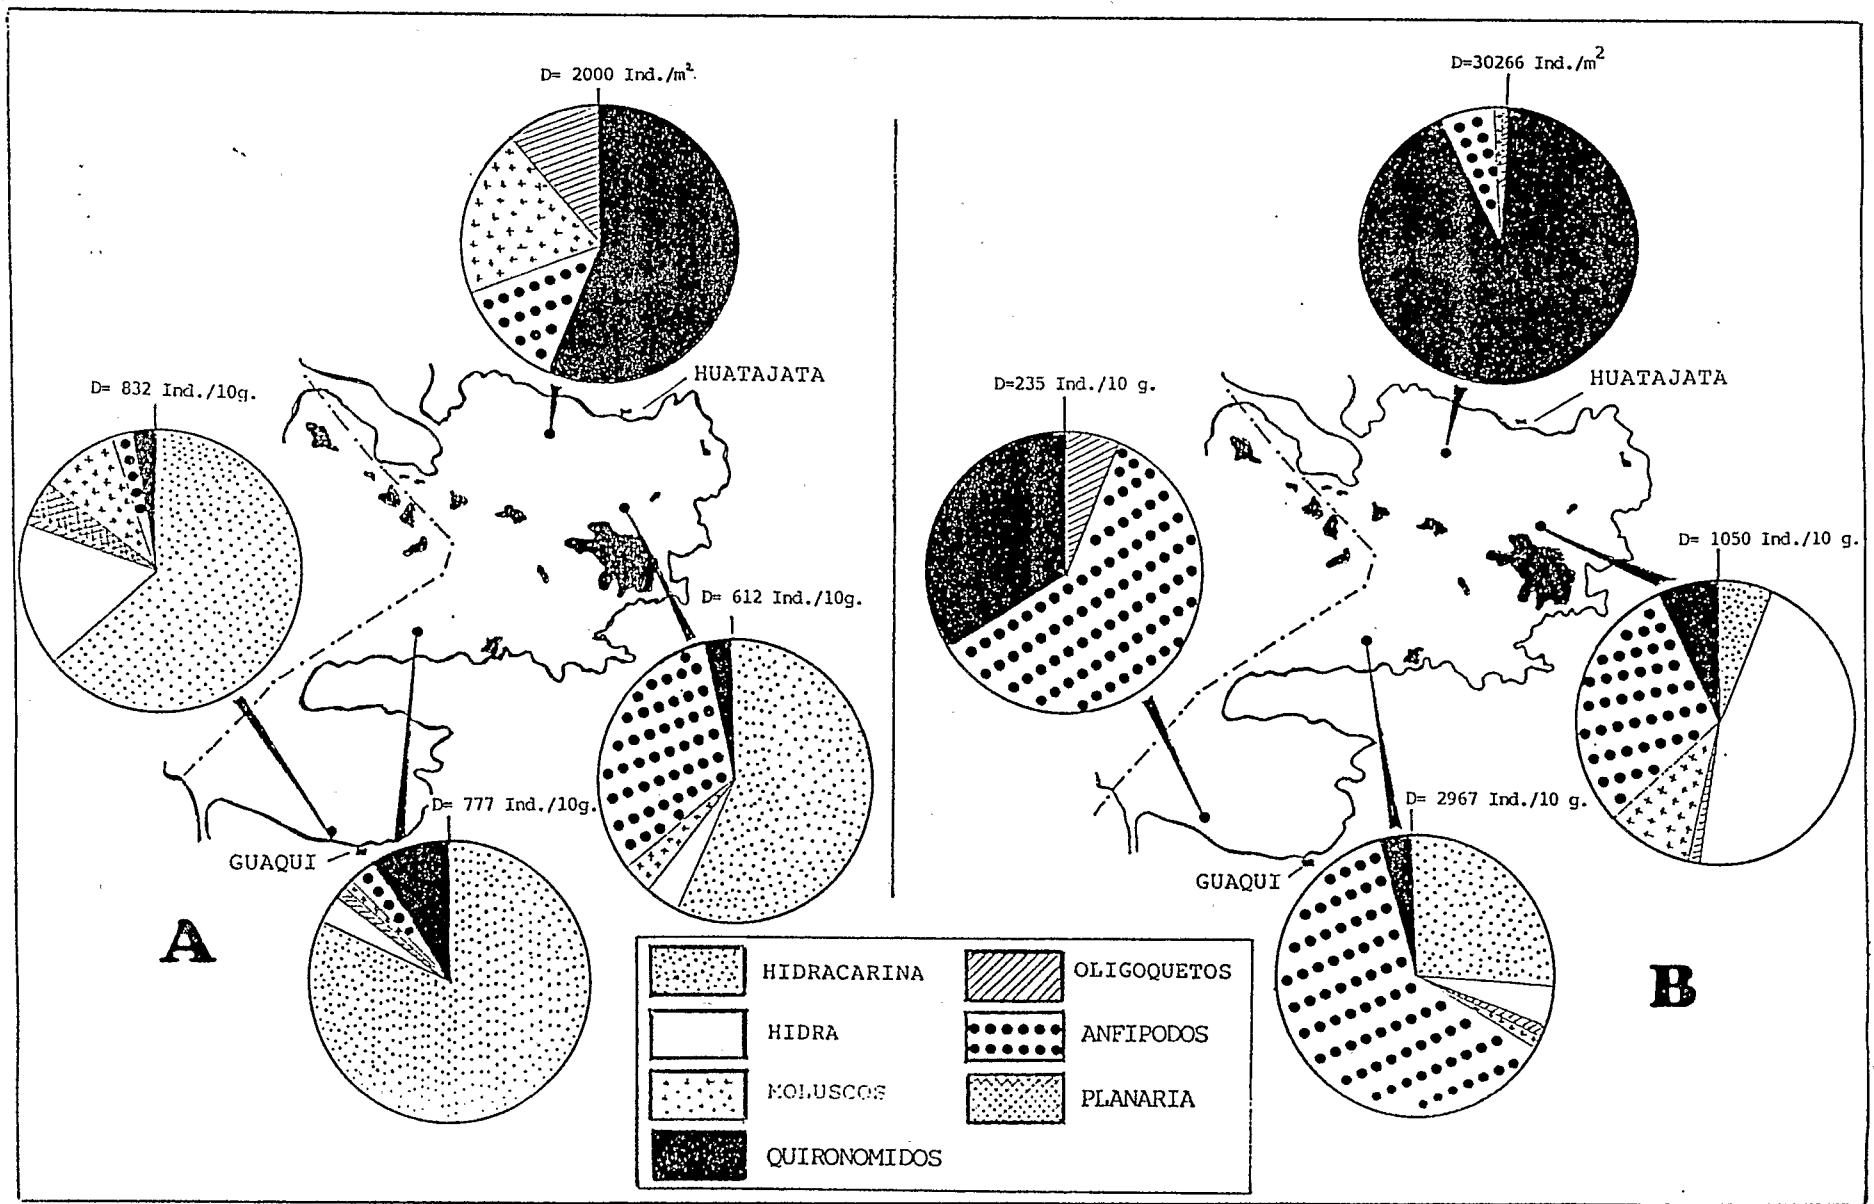 D= 2000 Ind./m².
D= 832 Ind./10g.
HUATAJATA
D= 612 Ind./10g.
D= 777 Ind./10g.
GUAQUI
A
D=30266 Ind./m²
D=235 Ind./10 g.
HUATAJATA
D= 1050 Ind./10 g.
D= 2967 Ind./10 g.
GUAQUI
B
HIDRACARINA
HIDRA
MOLUSCOS
QUIRONOMIDOS
OLIGOQUETOS
ANFIPODOS
PLANARIA